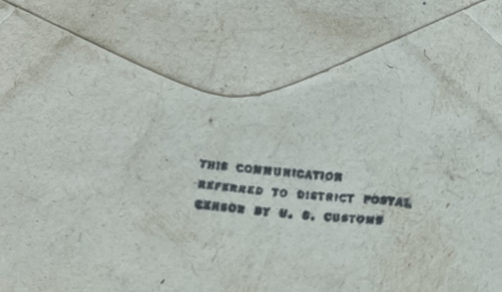 THIS COMMUNICATION
REFERRED TO DISTRICT POSTAL
CENSOR BY U. S. CUSTOMS